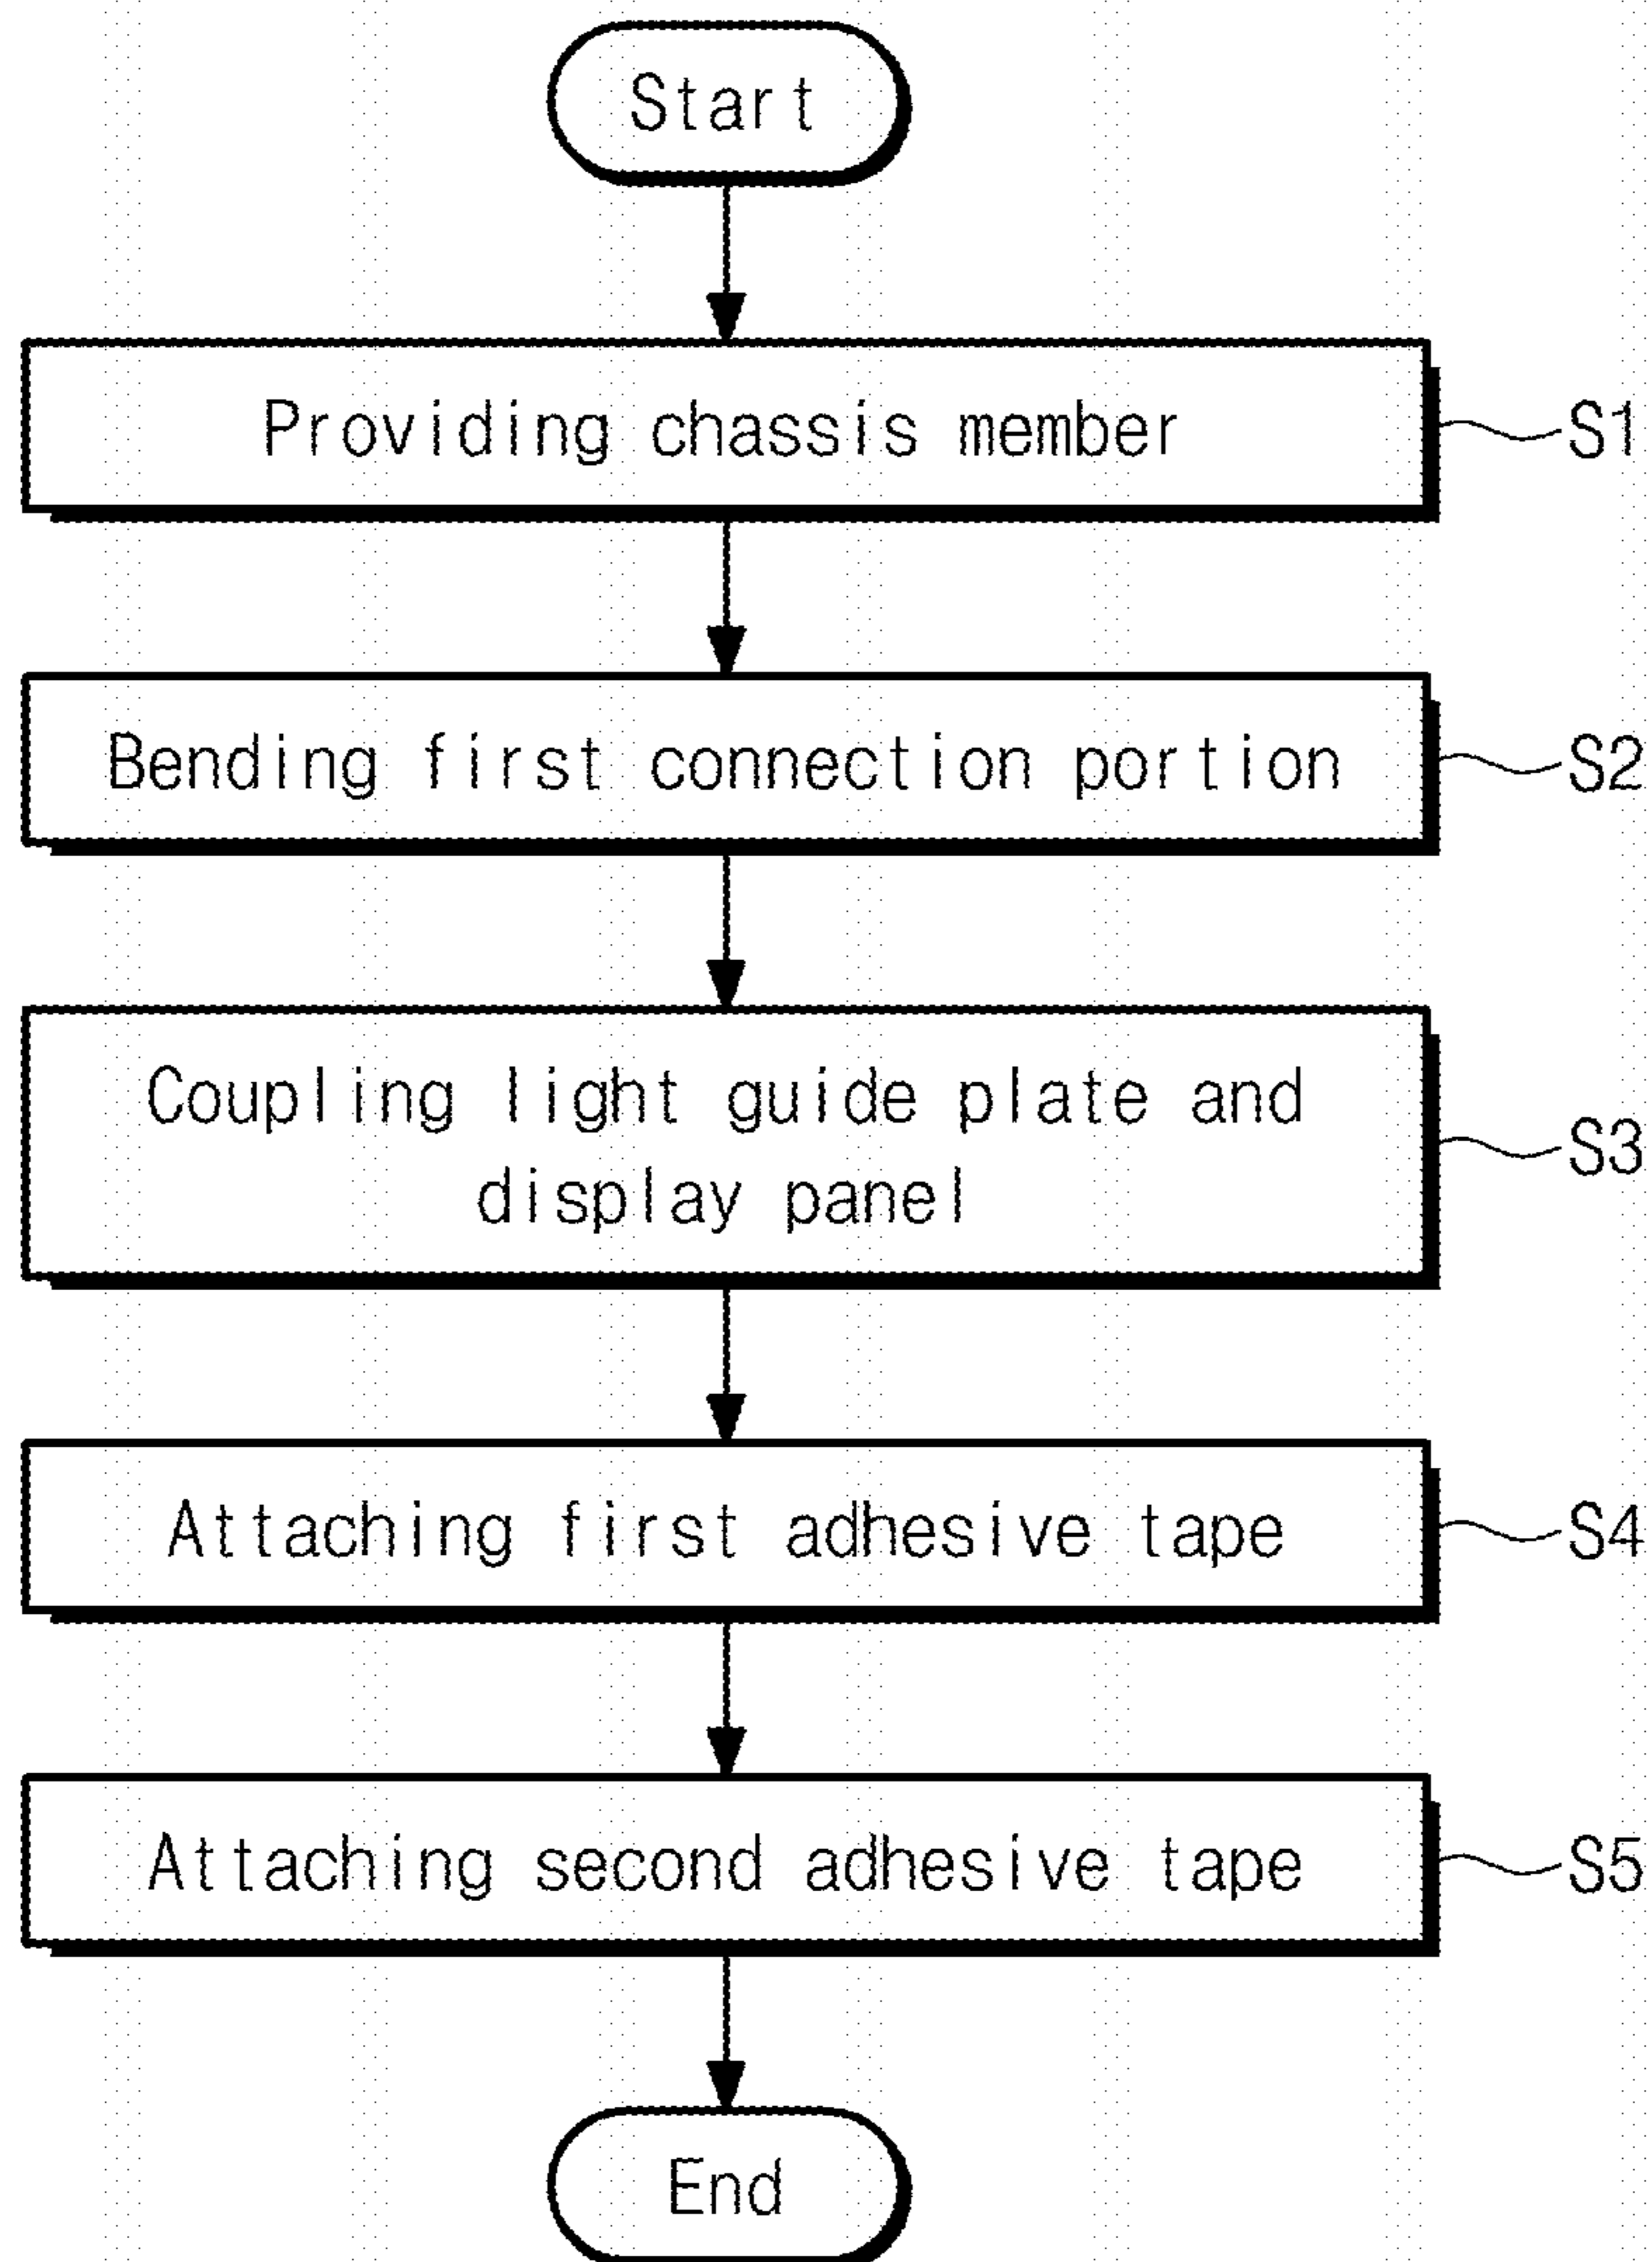 Start
Providing chassis member
S1
Bending first connection portion
S2
Coupling light guide plate and
display panel
S3
Attaching first adhesive tape
S4
Attaching second adhesive tape
S5
End